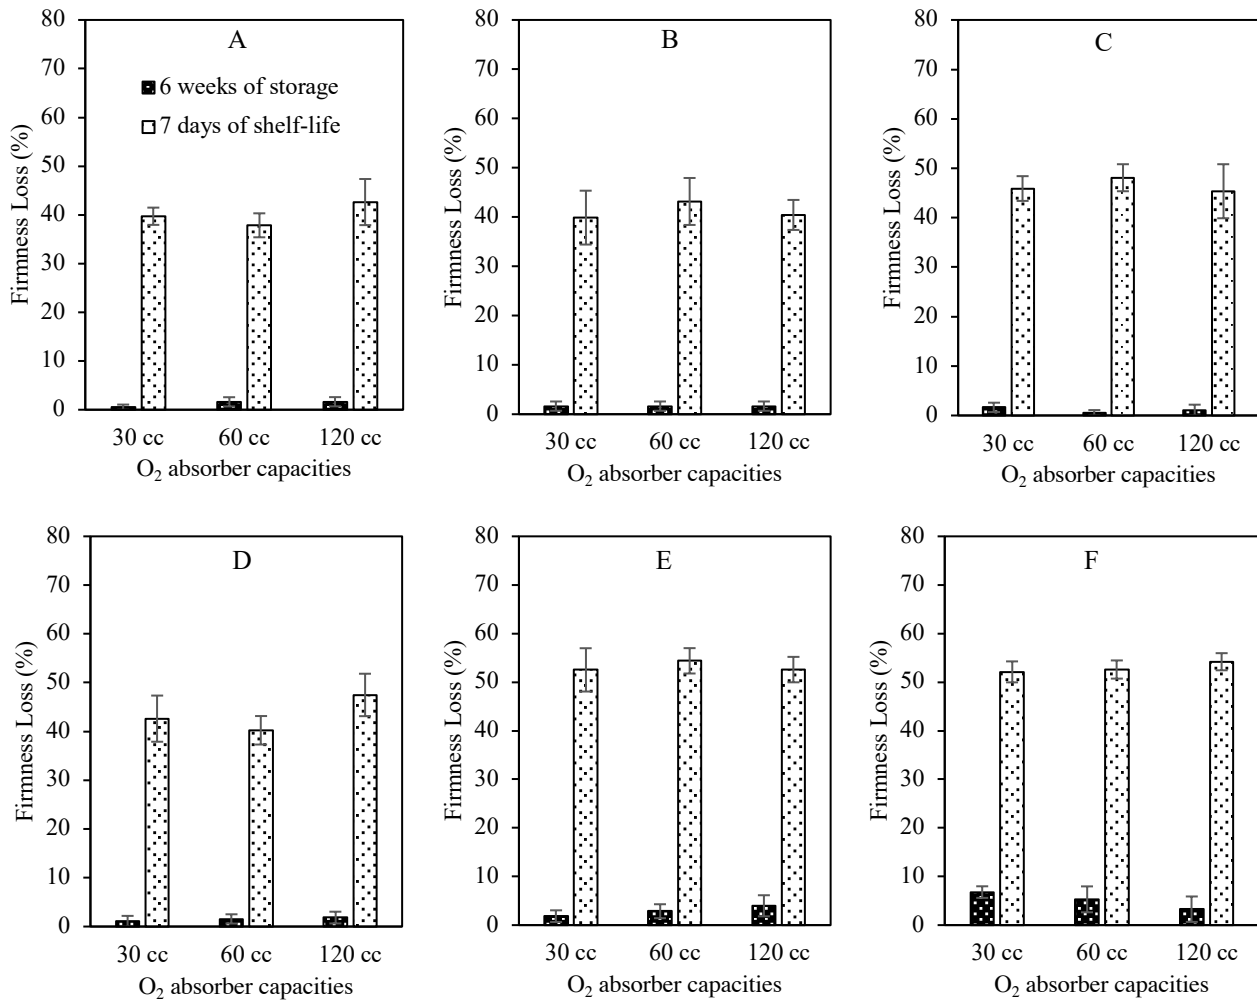 A
6 weeks of storage
7 days of shelf-life
Firmness Loss (%)
80
70
60
50
40
30
20
10
0
30 cc 60 cc 120 cc
O₂ absorber capacities
B
Firmness Loss (%)
80
70
60
50
40
30
20
10
0
30 cc 60 cc 120 cc
O₂ absorber capacities
C
Firmness Loss (%)
80
70
60
50
40
30
20
10
0
30 cc 60 cc 120 cc
O₂ absorber capacities
D
Firmness Loss (%)
80
70
60
50
40
30
20
10
0
30 cc 60 cc 120 cc
O₂ absorber capacities
E
Firmness Loss (%)
80
70
60
50
40
30
20
10
0
30 cc 60 cc 120 cc
O₂ absorber capacities
F
Firmness Loss (%)
80
70
60
50
40
30
20
10
0
30 cc 60 cc 120 cc
O₂ absorber capacities